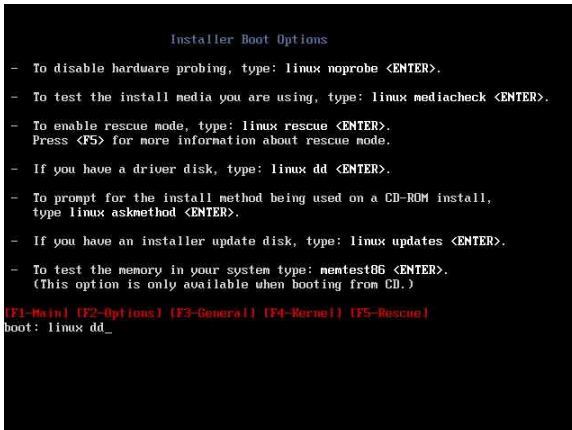 Installer Boot Options
- To disable hardware probing, type: linux noprobe <ENTER>.
- To test the install media you are using, type: linux mediacheck <ENTER>.
- To enable rescue mode, type: linux rescue <ENTER>.
Press <F5> for more information about rescue mode.
- If you have a driver disk, type: linux dd <ENTER>.
- To prompt for the install method being used on a CD-ROM install,
type linux askmethod <ENTER>.
- If you have an installer update disk, type: linux updates <ENTER>.
- To test the memory in your system type: memtest86 <ENTER>.
(This option is only available when booting from CD.)
[F1-Main] [F2-Options] [F3-General] [F4-Kernel] [F5-Rescue]
boot: linux dd_